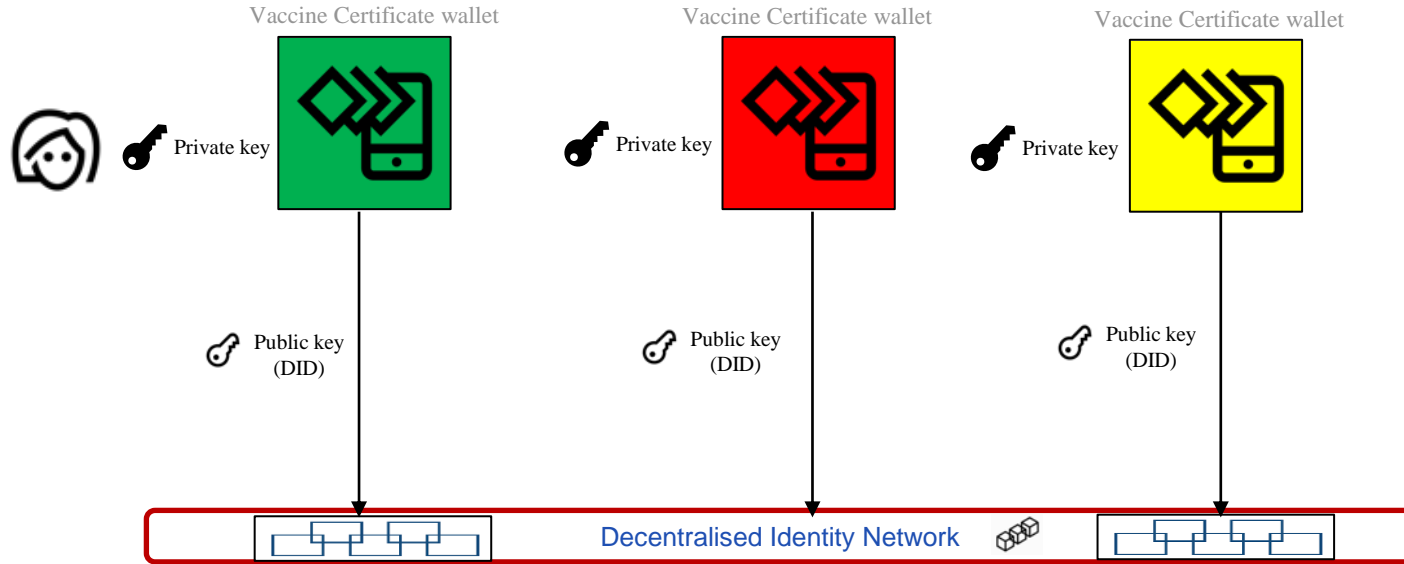 Vaccine Certificate wallet
Vaccine Certificate wallet
Vaccine Certificate wallet
Private key
Private key
Private key
Public key
(DID)
Public key
(DID)
Public key
(DID)
Decentralised Identity Network